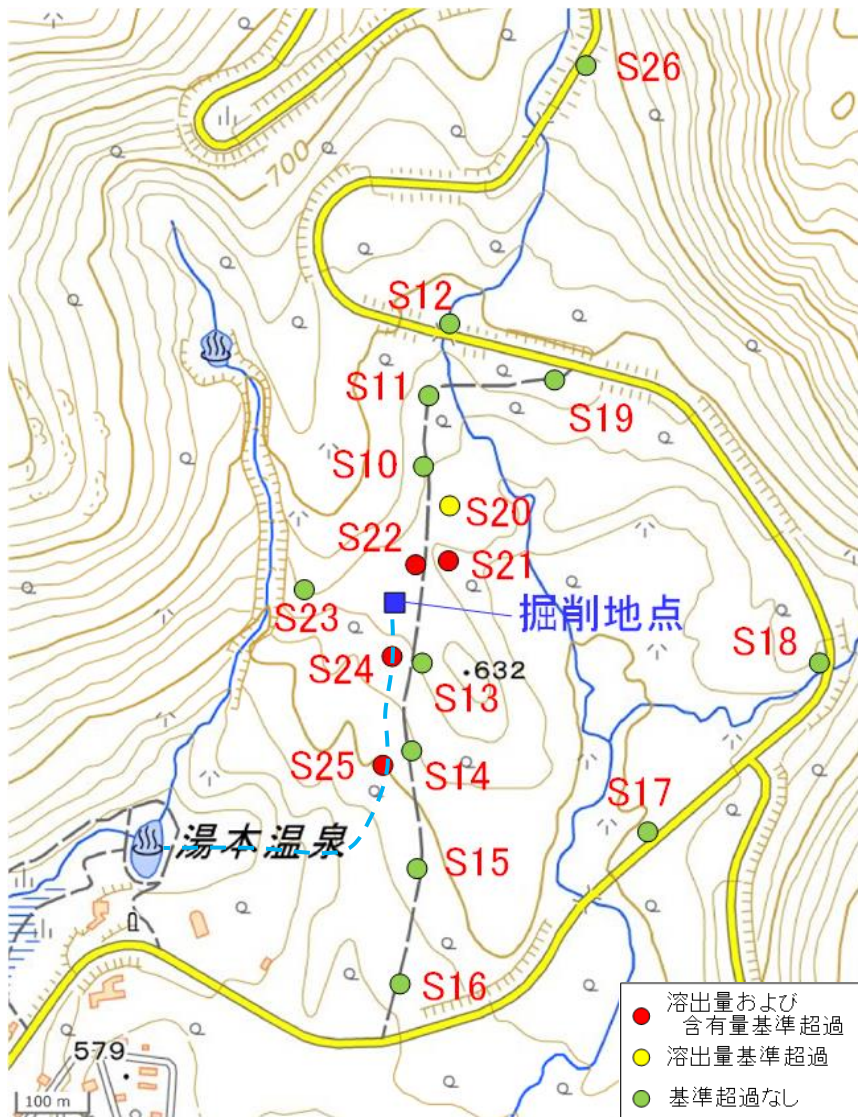 S26
700
S12
S11
S19
S10
S20
S22
S21
S23
掘削地点
S24
S13
632
S18
S25
S14
S17
湯本温泉
S15
S16
579
100 m
溶出量および
含有量基準超過
溶出量基準超過
基準超過なし